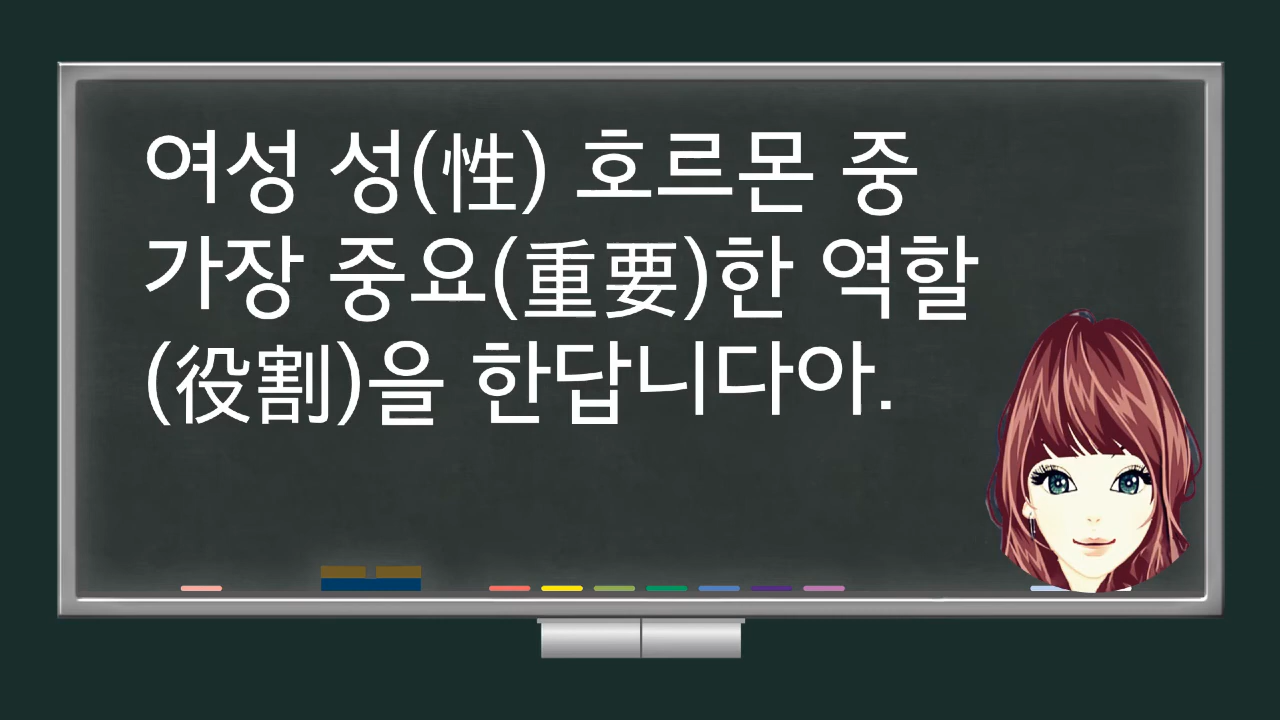 여성 성(性) 호르몬 중
가장 중요(重要)한 역할
(役割)을 한답니다아.